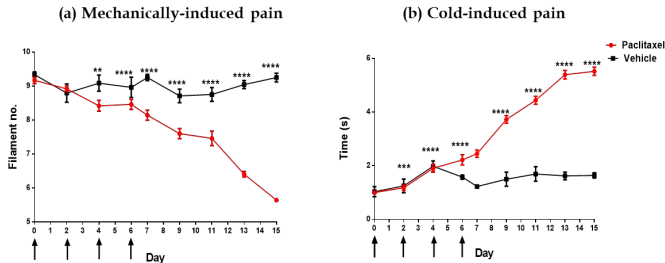 (a) Mechanically-induced pain
(b) Cold-induced pain
Paclitaxel
Vehicle
Filament no.
10
9
8
7
6
5
** **** **** **** **** **** ****
0 1 2 3 4 5 6 7 8 9 10 11 12 13 14 15
Day
Time (s)
6
4
2
0
*** **** **** **** **** **** ****
0 1 2 3 4 5 6 7 8 9 10 11 12 13 14 15
Day